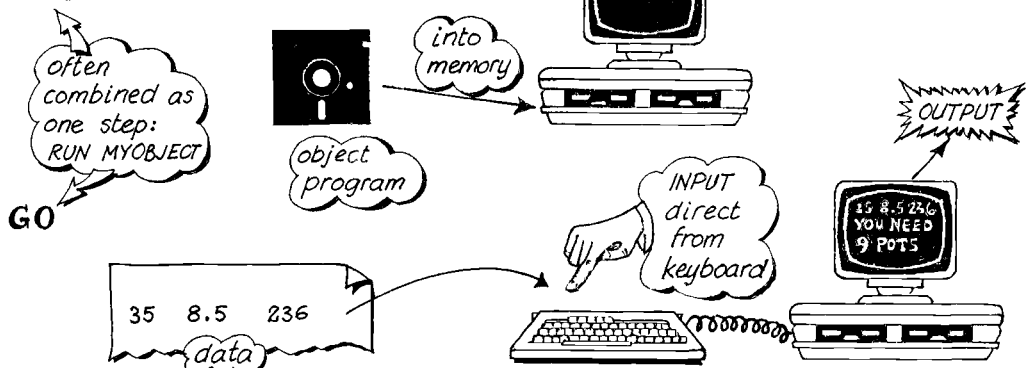 often
combined as
one step:
RUN MYOBJECT
GO
object
program
into
memory
35 8.5 236
data
INPUT
direct
from
keyboard
OUTPUT
8.5 236
YOU NEED
9 POTS